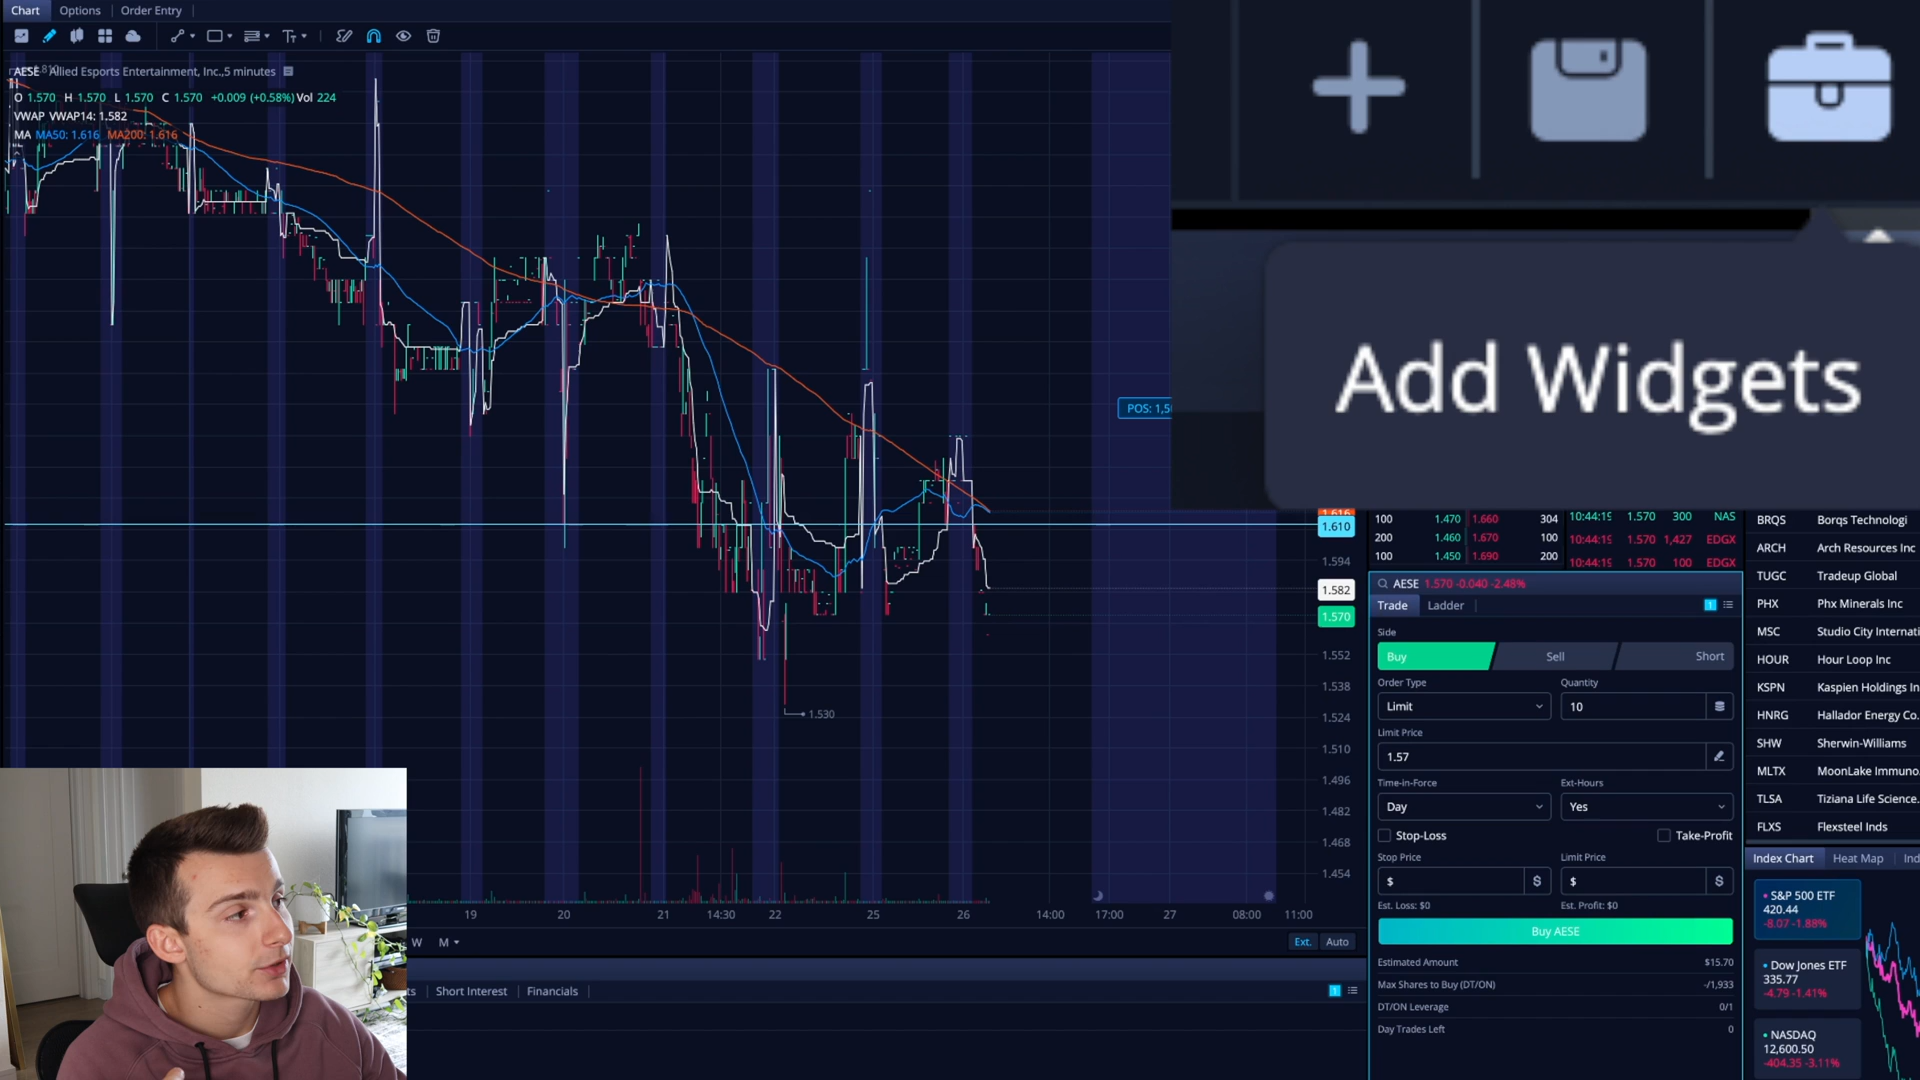 Chart Options Order Entry
AESE Allied Esports Entertainment, Inc.,5 minutes
O 1.570 H 1.570 L 1.570 C 1.570 +0.009 (+0.58%) Vol 224
VWAP VWAP14: 1.582
MA MA50: 1.616 MA200: 1.616
Add Widgets
POS:
1.610
1.594
1.582
1.570
1.552
1.538
1.530
1.524
1.510
1.496
1.482
1.468
1.454
19 20 21 14:30 22 25 26 14:00 17:00 27 08:00 11:00
W M Ext. Auto
Short Interest Financials 1
100 1.470 1.660 304
200 1.460 1.670 100
100 1.450 1.690 200
10:44:19 1.570 300 NAS
10:44:19 1.570 1,427 EDGX
10:44:19 1.570 100 EDGX
AESE 1.570 -0.040 -2.48%
Trade Ladder 1
Side
Buy Sell Short
Order Type Quantity
Limit 10
Limit Price
1.57
Time-in-Force Ext-Hours
Day Yes
Stop-Loss Take-Profit
Stop Price Limit Price
$ $ $ $
Est. Loss: $0 Est. Profit: $0
Buy AESE
Estimated Amount $15.70
Max Shares to Buy (DT/ON) -/1,933
DT/ON Leverage 0/1
Day Trades Left 0
BRQS Borqs Technologi
ARCH Arch Resources Inc
TUGC Tradeup Global
PHX Phx Minerals Inc
MSC Studio City Internati
HOUR Hour Loop Inc
KSPN Kaspien Holdings In
HNRG Hallador Energy Co.
SHW Sherwin-Williams
MLTX MoonLake Immuno.
TLSA Tiziana Life Science.
FLXS Flexsteel Inds
Index Chart Heat Map Ind
S&P 500 ETF
420.44
-8.07 -1.88%
Dow Jones ETF
335.77
-4.79 -1.41%
NASDAQ
12,600.50
-404.35 -3.11%